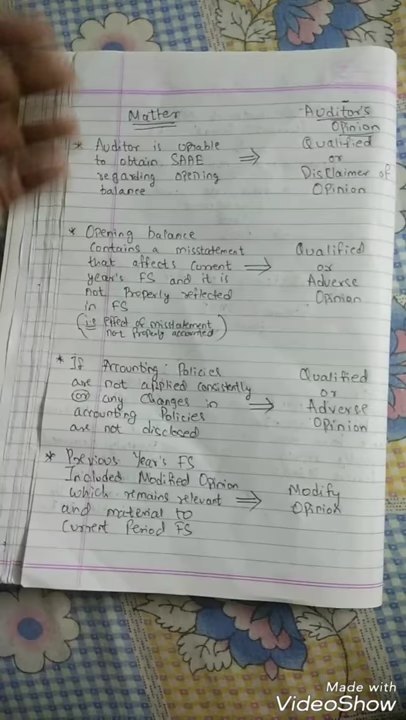 Matter Auditor's
Opinion
* Auditor is unable Qualified
to obtain SAAE ⇒ or
regarding opening Disclaimer of
balance Opinion
* Opening balance
contains a misstatement Qualified
that affects current ⇒ or
year's FS and it is Adverse
not Properly reflected Opinion
in FS
(i.e effect of misstatement
not properly accounted)
* If Accounting Policies Qualified
are not applied consistently or
(or) any changes in ⇒ Adverse
accounting Policies Opinion
are not disclosed
* Previous Year's FS
Included Modified Opinion Modify
which remains relevant ⇒ Opinion
and material to
Current Period FS
Made with
VideoShow